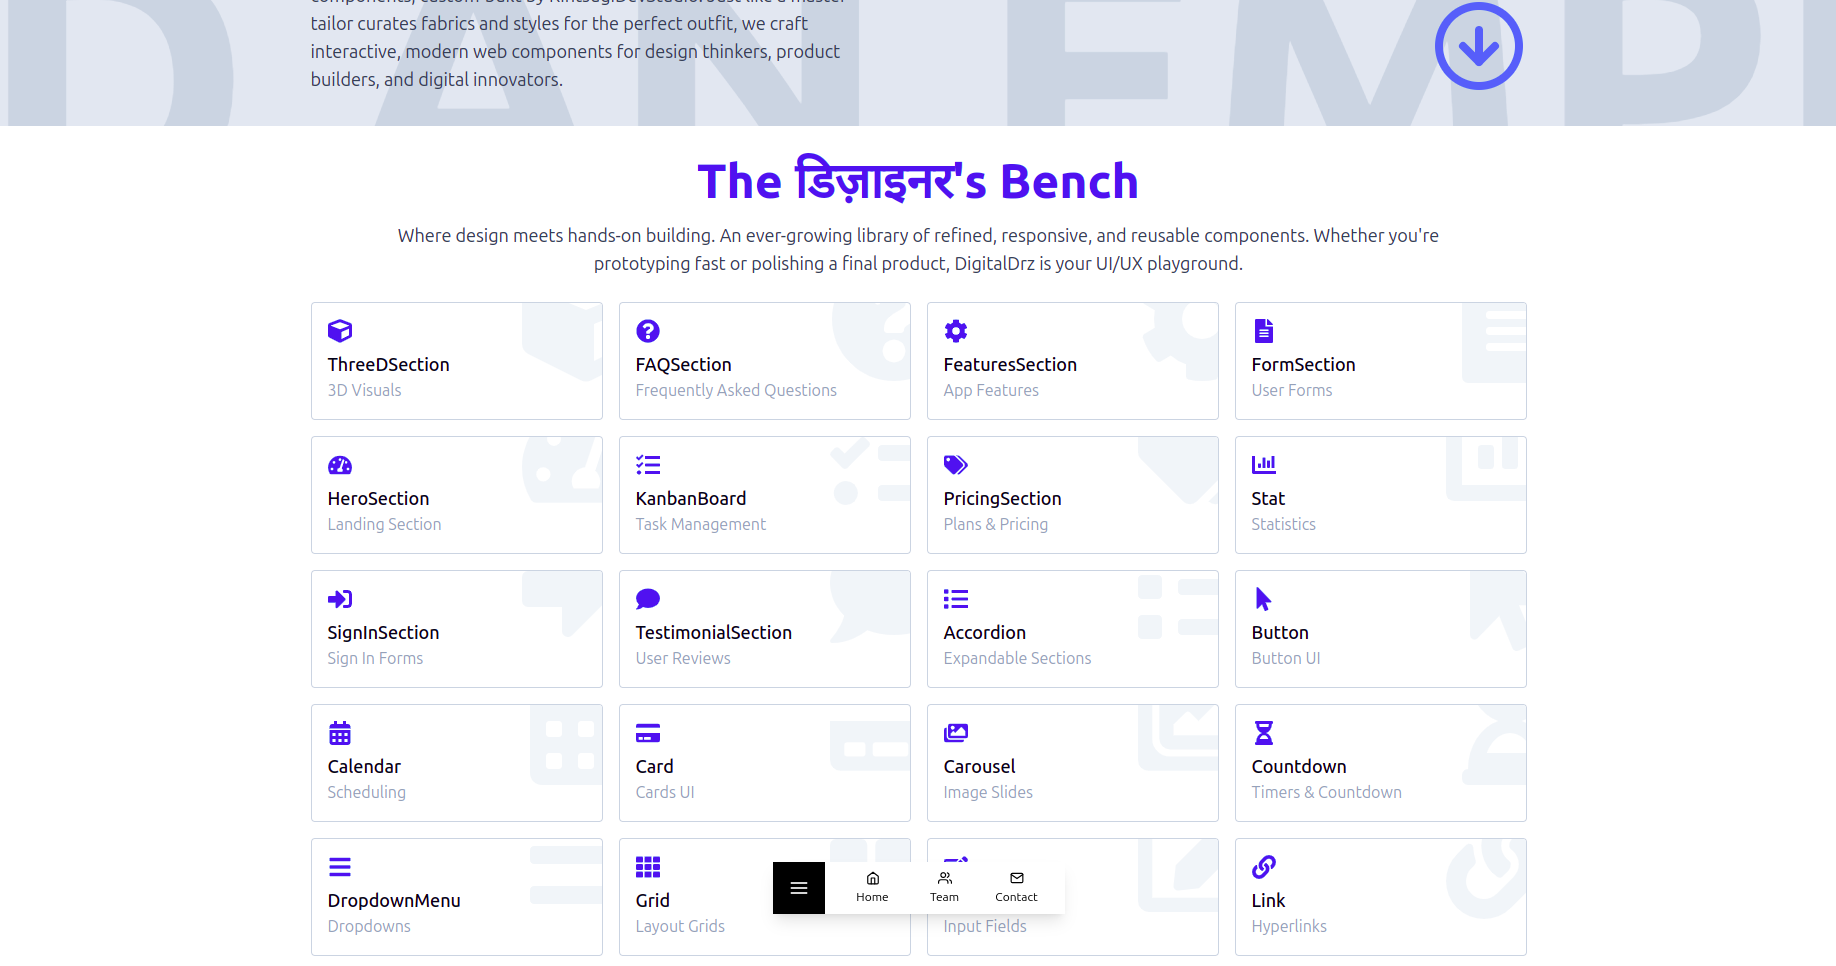 D AN EMPI
tailor curates fabrics and styles for the perfect outfit, we craft
interactive, modern web components for design thinkers, product
builders, and digital innovators.
The डिज़ाइनर's Bench
Where design meets hands-on building. An ever-growing library of refined, responsive, and reusable components. Whether you're
prototyping fast or polishing a final product, DigitalDrz is your UI/UX playground.
ThreeDSection
3D Visuals
FAQSection
Frequently Asked Questions
FeaturesSection
App Features
FormSection
User Forms
HeroSection
Landing Section
KanbanBoard
Task Management
PricingSection
Plans & Pricing
Stat
Statistics
SignInSection
Sign In Forms
TestimonialSection
User Reviews
Accordion
Expandable Sections
Button
Button UI
Calendar
Scheduling
Card
Cards UI
Carousel
Image Slides
Countdown
Timers & Countdown
DropdownMenu
Dropdowns
Grid
Layout Grids
Input Fields
Link
Hyperlinks
Home
Team
Contact